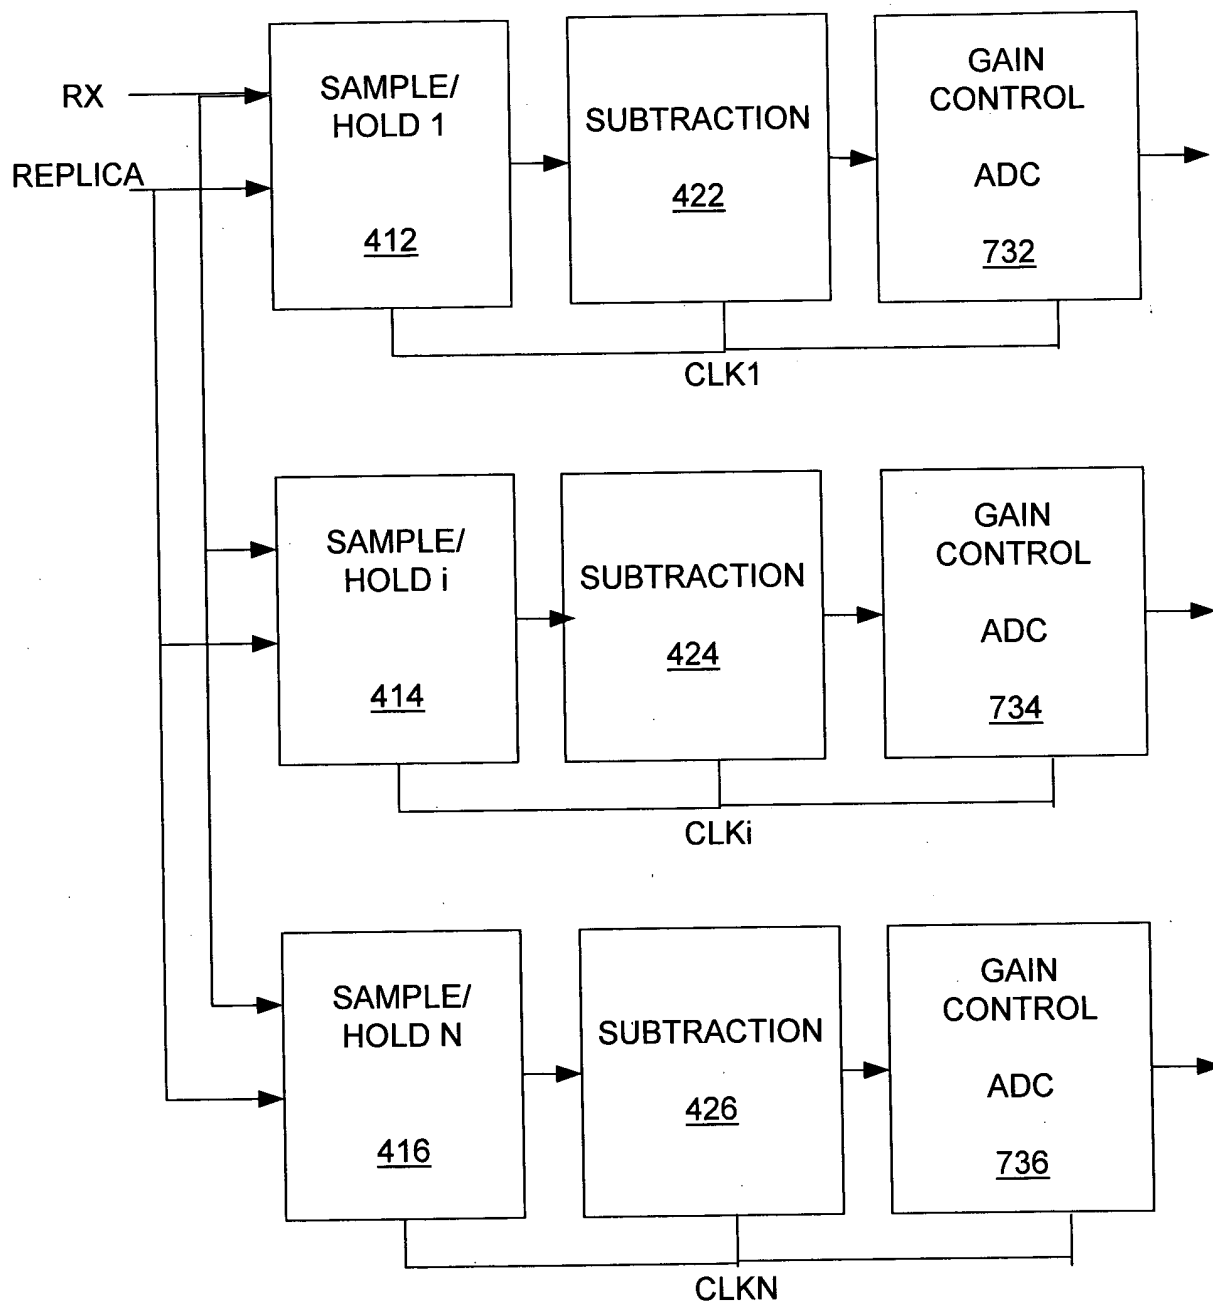 RX
REPLICA
SAMPLE/
HOLD 1
412
SUBTRACTION
422
GAIN
CONTROL
ADC
732
CLK1
SAMPLE/
HOLD i
414
SUBTRACTION
424
GAIN
CONTROL
ADC
734
CLKi
SAMPLE/
HOLD N
416
SUBTRACTION
426
GAIN
CONTROL
ADC
736
CLKN